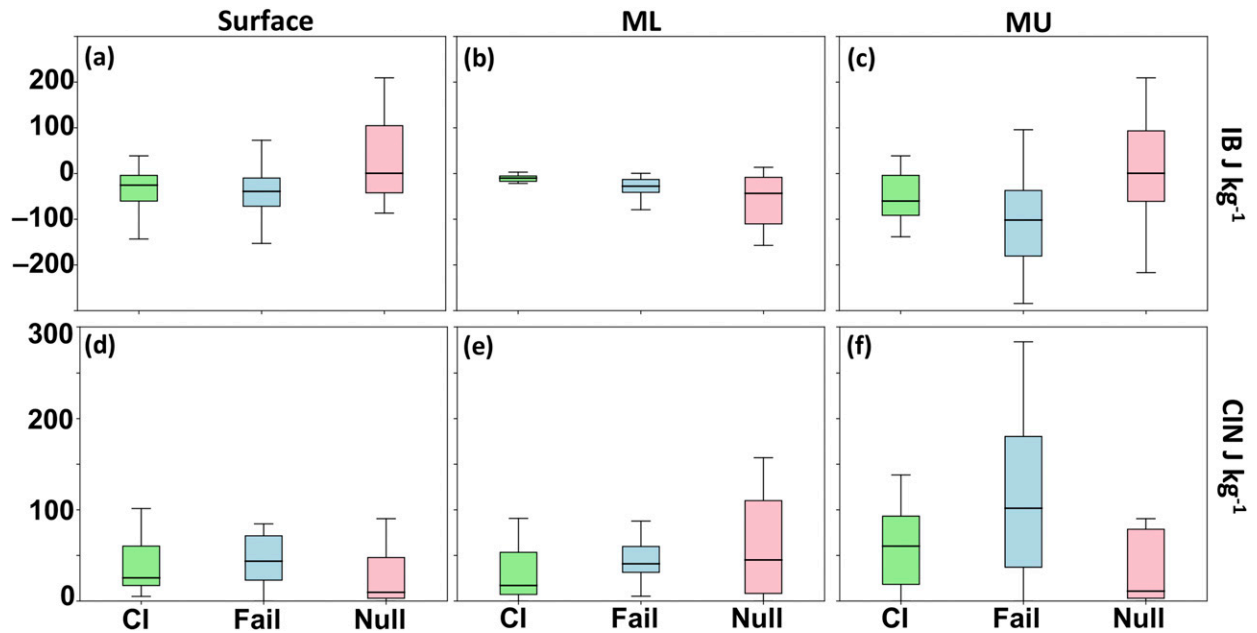 Surface ML MU
(a) (b) (c)
200
100
0
–100
–200
IB J kg⁻¹
(d) (e) (f)
300
200
100
0
CIN J kg⁻¹
CI Fail Null CI Fail Null CI Fail Null